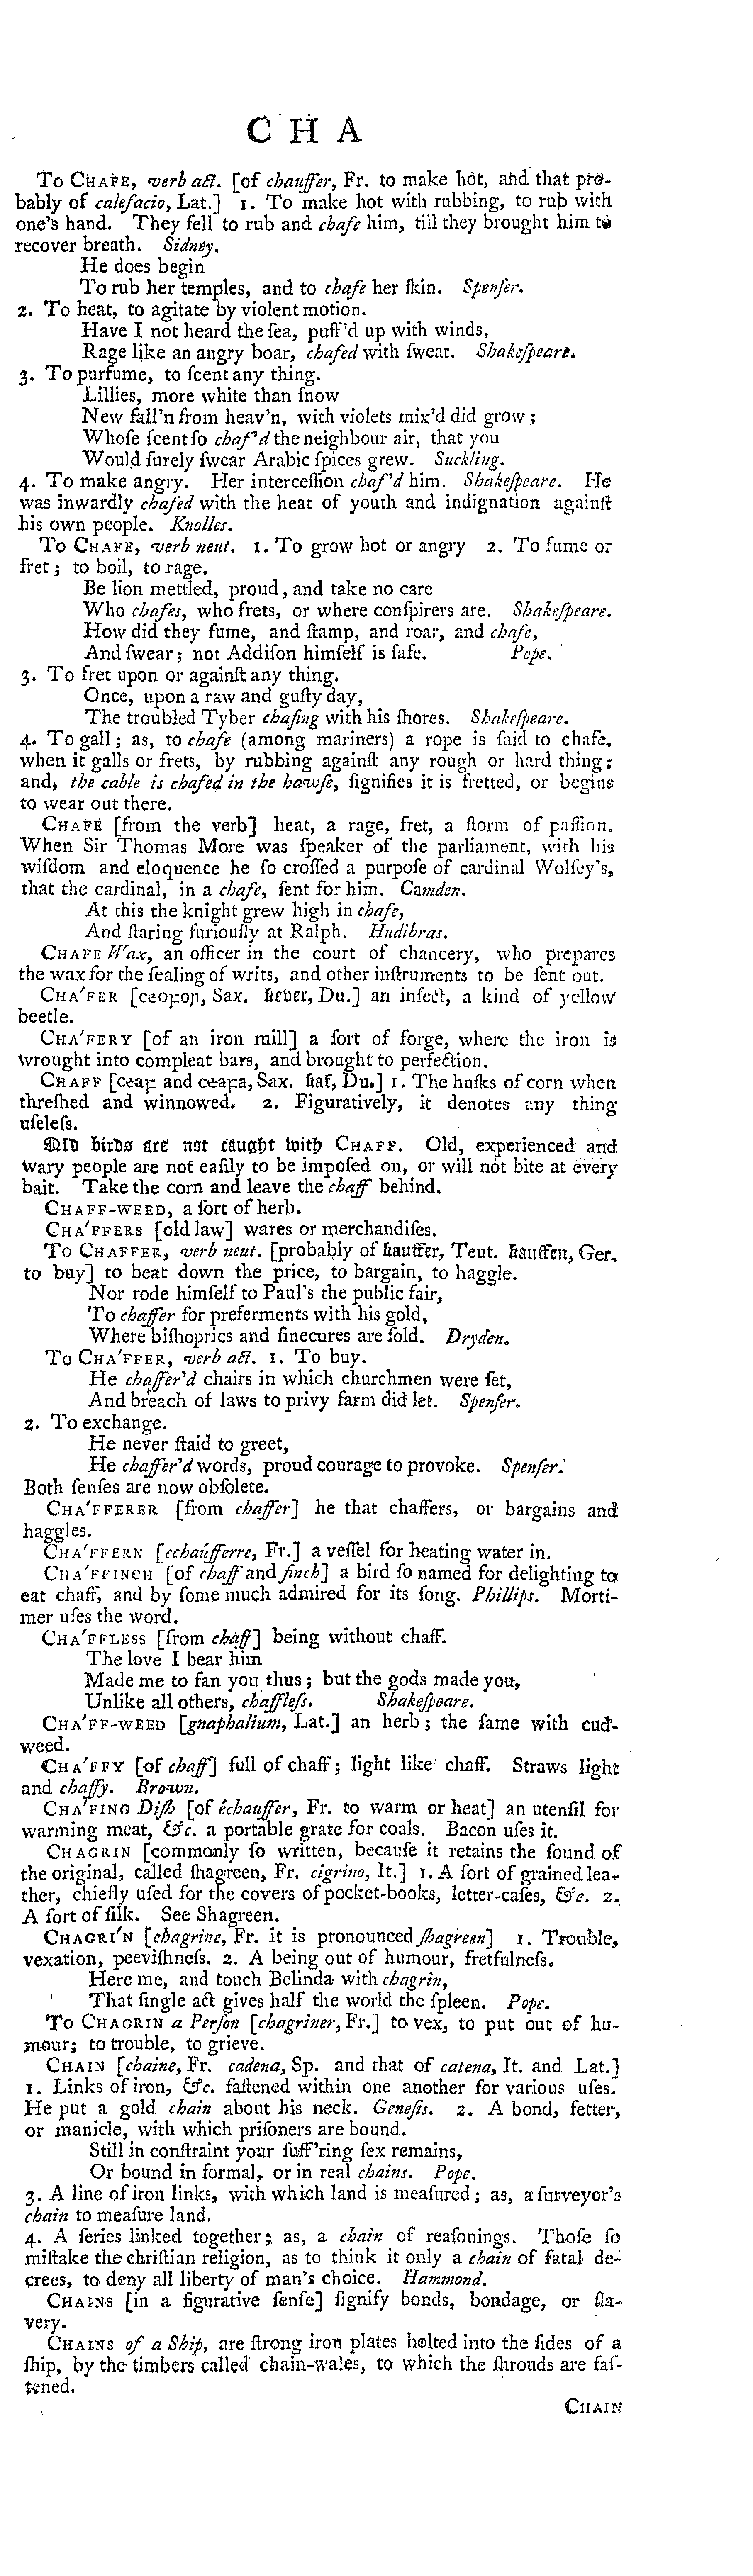 C H A
To CHAFE, verb act. [of chauffer, Fr. to make hot, and that pro-
bably of calefacio, Lat.] 1. To make hot with rubbing, to rub with
one's hand. They fell to rub and chafe him, till they brought him to
recover breath. Sidney.
He does begin
To rub her temples, and to chafe her ſkin. Spenſer.
2. To heat, to agitate by violent motion.
Have I not heard the ſea, puff'd up with winds,
Rage like an angry boar, chafed with ſweat. Shakeſpeare.
3. To purfume, to ſcent any thing.
Lillies, more white than ſnow
New fall'n from heav'n, with violets mix'd did grow;
Whoſe ſcent ſo chaf'd the neighbour air, that you
Would ſurely ſwear Arabic ſpices grew. Suckling.
4. To make angry. Her interceſſion chaf'd him. Shakeſpeare. He
was inwardly chafed with the heat of youth and indignation againſt
his own people. Knolles.
To CHAFE, verb neut. 1. To grow hot or angry 2. To fume or
fret; to boil, to rage.
Be lion mettled, proud, and take no care
Who chafes, who frets, or where conſpirers are. Shakeſpeare.
How did they fume, and ſtamp, and roar, and chafe,
And ſwear; not Addiſon himſelf is ſafe. Pope.
3. To fret upon or againſt any thing.
Once, upon a raw and guſty day,
The troubled Tyber chafing with his ſhores. Shakeſpeare.
4. To gall; as, to chafe (among mariners) a rope is ſaid to chafe,
when it galls or frets, by rubbing againſt any rough or hard thing;
and, the cable is chafed in the hawſe, ſignifies it is fretted, or begins
to wear out there.
CHAFE [from the verb] heat, a rage, fret, a ſtorm of paſſion.
When Sir Thomas More was ſpeaker of the parliament, with his
wiſdom and eloquence he ſo croſſed a purpoſe of cardinal Wolſey's,
that the cardinal, in a chafe, ſent for him. Camden.
At this the knight grew high in chafe,
And ſtaring furiouſly at Ralph. Hudibras.
CHAFE Wax, an officer in the court of chancery, who prepares
the wax for the ſealing of writs, and other inſtruments to be ſent out.
CHA'FER [ceoꝼoꞃ, Sax. kever, Du.] an inſect, a kind of yellow
beetle.
CHA'FERY [of an iron mill] a ſort of forge, where the iron is
wrought into compleat bars, and brought to perfection.
CHAFF [ceaꝼ and ceaꝼa, Sax. kaf, Du.] 1. The huſks of corn when
threſhed and winnowed. 2. Figuratively, it denotes any thing
uſeleſs.
Old birds are not caught with CHAFF. Old, experienced and
wary people are not eaſily to be impoſed on, or will not bite at every
bait. Take the corn and leave the chaff behind.
CHAFF-WEED, a ſort of herb.
CHA'FFERS [old law] wares or merchandiſes.
To CHAFFER, verb neut. [probably of kauffer, Teut. kauffen, Ger.
to buy] to beat down the price, to bargain, to haggle.
Nor rode himſelf to Paul's the public fair,
To chaffer for preferments with his gold,
Where biſhoprics and ſinecures are ſold. Dryden.
To CHA'FFER, verb act. 1. To buy.
He chaffer'd chairs in which churchmen were ſet,
And breach of laws to privy farm did let. Spenſer.
2. To exchange.
He never ſtaid to greet,
He chaffer'd words, proud courage to provoke. Spenſer.
Both ſenſes are now obſolete.
CHA'FFERER [from chaffer] he that chaffers, or bargains and
haggles.
CHA'FFERN [echaúfferre, Fr.] a veſſel for heating water in.
CHA'FFINCH [of chaff and finch] a bird ſo named for delighting to
eat chaff, and by ſome much admired for its ſong. Phillips. Morti-
mer uſes the word.
CHA'FFLESS [from chaff] being without chaff.
The love I bear him
Made me to fan you thus; but the gods made you,
Unlike all others, chaffleſs. Shakeſpeare.
CHA'FF-WEED [gnaphalium, Lat.] an herb; the ſame with cud-
weed.
CHA'FFY [of chaff] full of chaff; light like chaff. Straws light
and chaffy. Brown.
CHA'FING Diſh [of échauffer, Fr. to warm or heat] an utenſil for
warming meat, &c. a portable grate for coals. Bacon uſes it.
CHAGRIN [commonly ſo written, becauſe it retains the ſound of
the original, called ſhagreen, Fr. cigrino, It.] 1. A ſort of grained lea-
ther, chiefly uſed for the covers of pocket-books, letter-caſes, &c. 2.
A ſort of ſilk. See Shagreen.
CHAGRI'N [chagrine, Fr. it is pronounced ſhagreen] 1. Trouble,
vexation, peeviſhneſs. 2. A being out of humour, fretfulneſs.
Here me, and touch Belinda with chagrin,
That ſingle act gives half the world the ſpleen. Pope.
To CHAGRIN a Perſon [chagriner, Fr.] to vex, to put out of hu-
mour; to trouble, to grieve.
CHAIN [chaine, Fr. cadena, Sp. and that of catena, It. and Lat.]
1. Links of iron, &c. faſtened within one another for various uſes.
He put a gold chain about his neck. Geneſis. 2. A bond, fetter,
or manicle, with which priſoners are bound.
Still in conſtraint your ſuff'ring ſex remains,
Or bound in formal, or in real chains. Pope.
3. A line of iron links, with which land is meaſured; as, a ſurveyor's
chain to meaſure land.
4. A ſeries linked together; as, a chain of reaſonings. Thoſe ſo
miſtake the chriſtian religion, as to think it only a chain of fatal de-
crees, to deny all liberty of man's choice. Hammond.
CHAINS [in a figurative ſenſe] ſignify bonds, bondage, or ſla-
very.
CHAINS of a Ship, are ſtrong iron plates bolted into the ſides of a
ſhip, by the timbers called chain-wales, to which the ſhrouds are faſ-
tened.
CHAIN